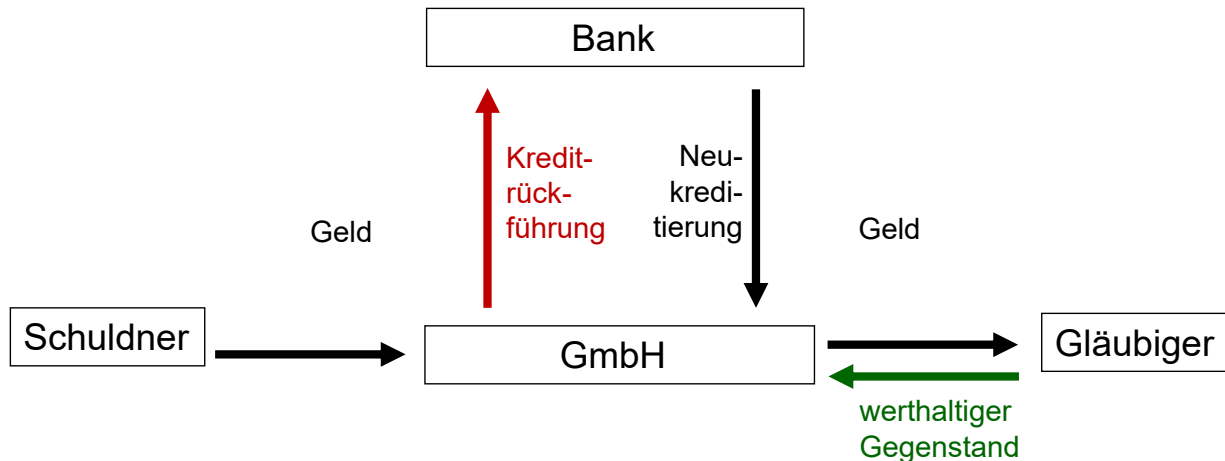 Bank
Kredit-
rück-
führung
Neu-
kredi-
tierung
Geld
Geld
Schuldner
GmbH
Gläubiger
werthaltiger
Gegenstand